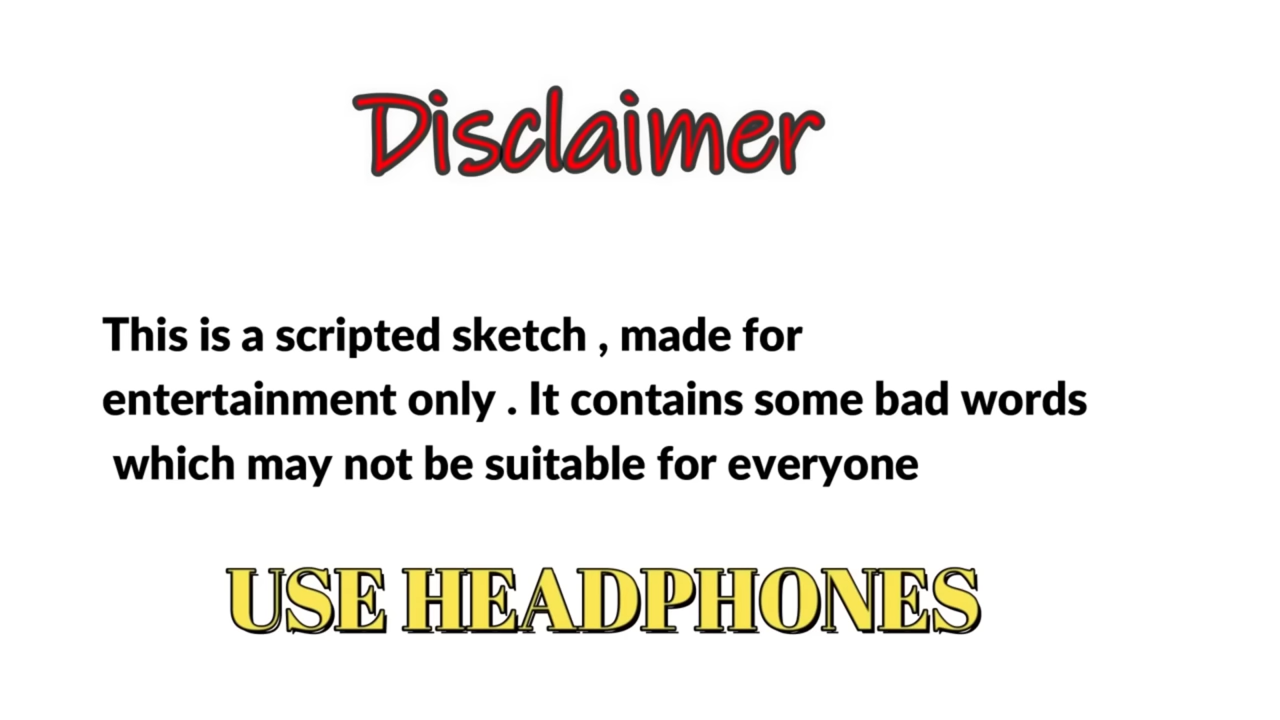 Disclaimer
This is a scripted sketch , made for
entertainment only . It contains some bad words
which may not be suitable for everyone
USE HEADPHONES